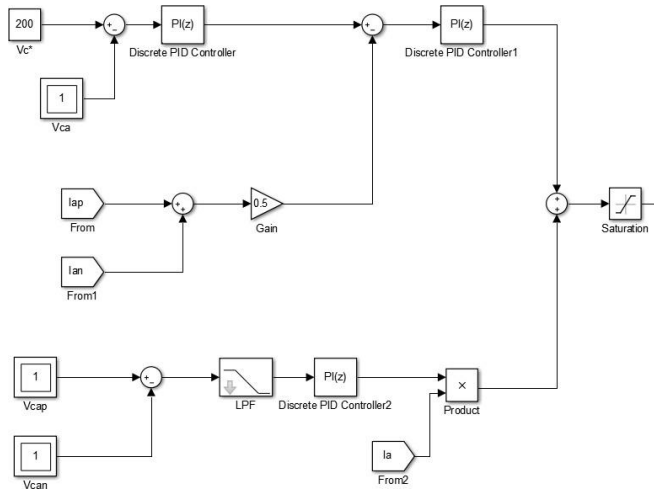 200
Vc*
PI(z)
Discrete PID Controller
PI(z)
Discrete PID Controller1
1
Vca
Iap
From
0.5
Gain
Ian
From1
Saturation
1
Vcap
LPF
PI(z)
Discrete PID Controller2
×
Product
1
Vcan
Ia
From2